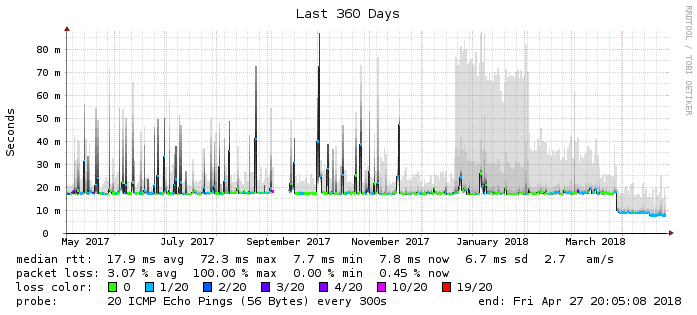 Last 360 Days
RRDTOOL / TOBI OETIKER
Seconds
80 m
70 m
60 m
50 m
40 m
30 m
20 m
10 m
0
May 2017 July 2017 September 2017 November 2017 January 2018 March 2018
median rtt: 17.9 ms avg 72.3 ms max 7.7 ms min 7.8 ms now 6.7 ms sd 2.7 am/s
packet loss: 3.07 % avg 100.00 % max 0.00 % min 0.45 % now
loss color: 0 1/20 2/20 3/20 4/20 10/20 19/20
probe: 20 ICMP Echo Pings (56 Bytes) every 300s end: Fri Apr 27 20:05:08 2018